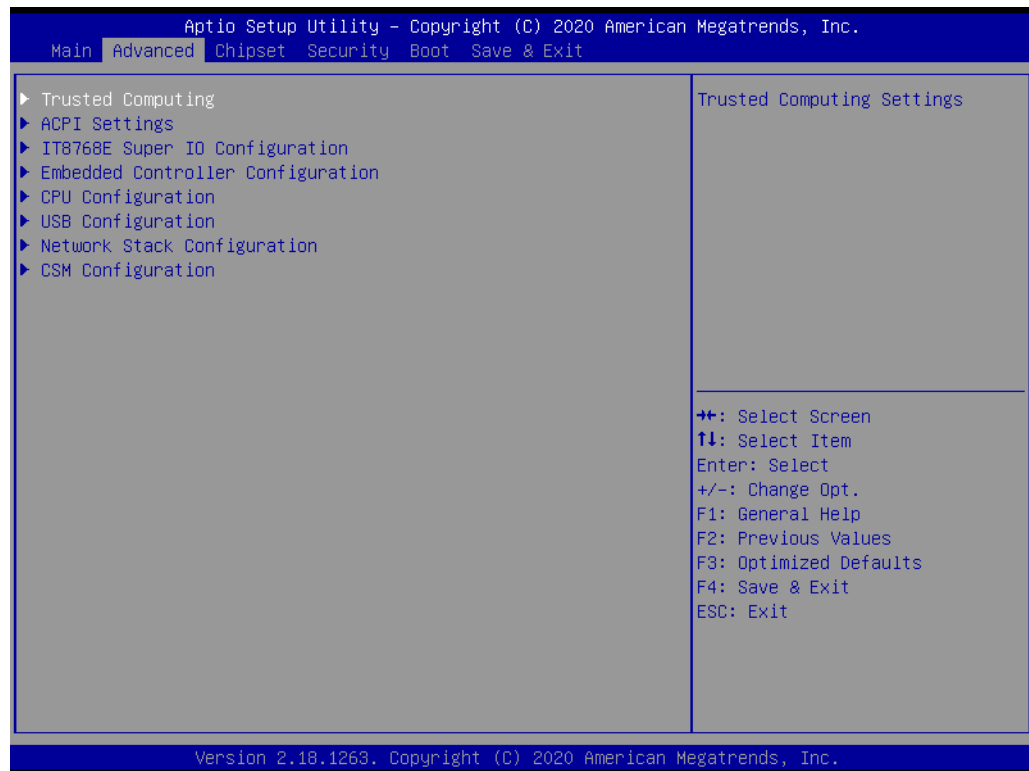 Aptio Setup Utility – Copyright (C) 2020 American Megatrends, Inc.
Main Advanced Chipset Security Boot Save & Exit
▶ Trusted Computing
▶ ACPI Settings
▶ IT8768E Super IO Configuration
▶ Embedded Controller Configuration
▶ CPU Configuration
▶ USB Configuration
▶ Network Stack Configuration
▶ CSM Configuration
Trusted Computing Settings
→←: Select Screen
↑↓: Select Item
Enter: Select
+/-: Change Opt.
F1: General Help
F2: Previous Values
F3: Optimized Defaults
F4: Save & Exit
ESC: Exit
Version 2.18.1263. Copyright (C) 2020 American Megatrends, Inc.